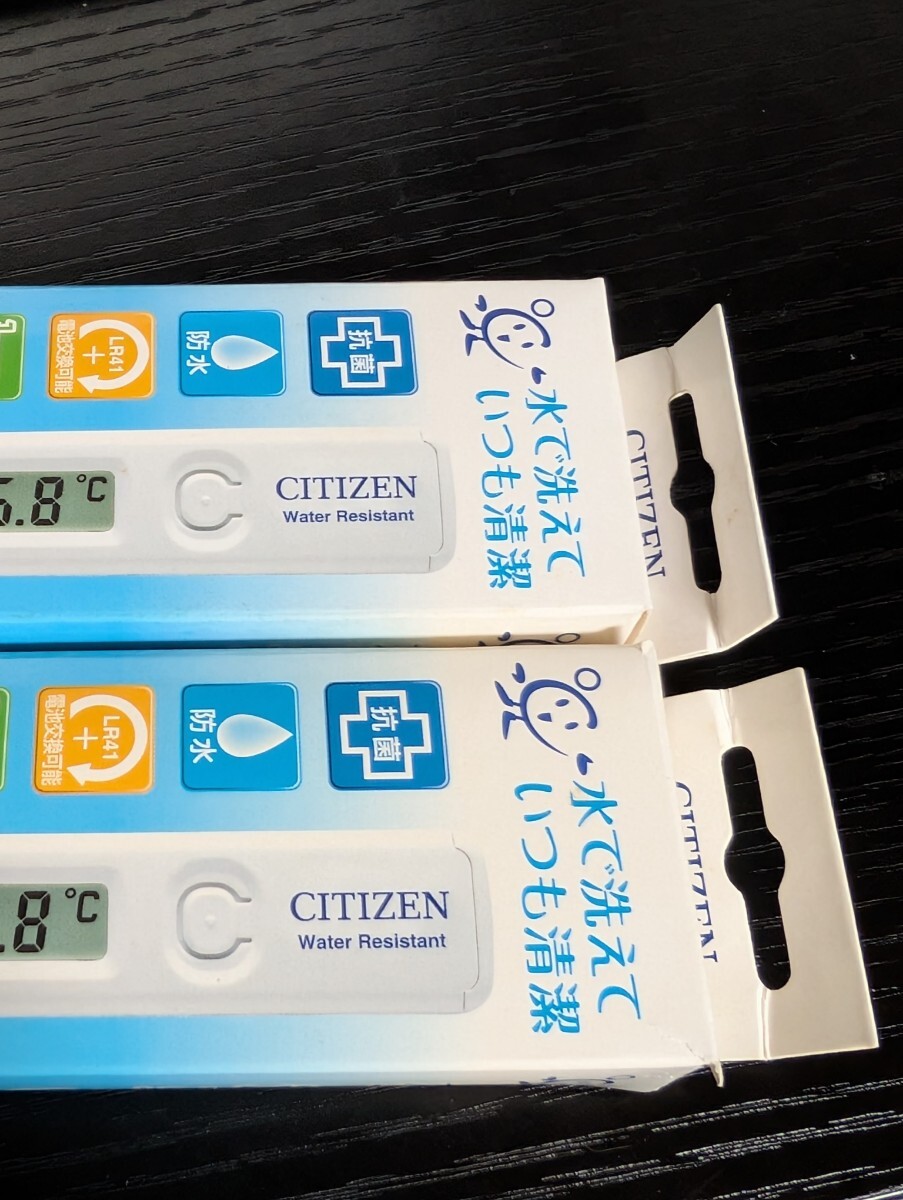 水で洗えて
いつも清潔
抗菌
防水
LR41
+
電池交換可能
5.8 °C
CITIZEN
Water Resistant
CITIZEN
水で洗えて
いつも清潔
抗菌
防水
LR41
+
電池交換可能
.8 °C
CITIZEN
Water Resistant
CITIZEN